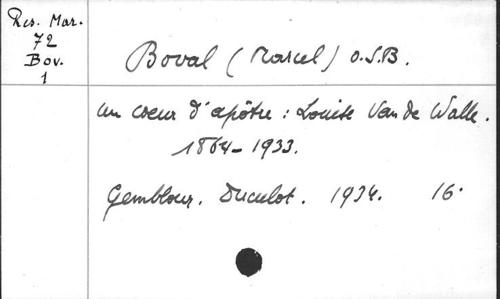 Res. Mar.
72
Bov.
1
Boval (Marcel) O.S.B.
un coeur d'apôtre : Louise Van de Walle.
1864-1933.
Gembloux. Duculot. 1934. 16°